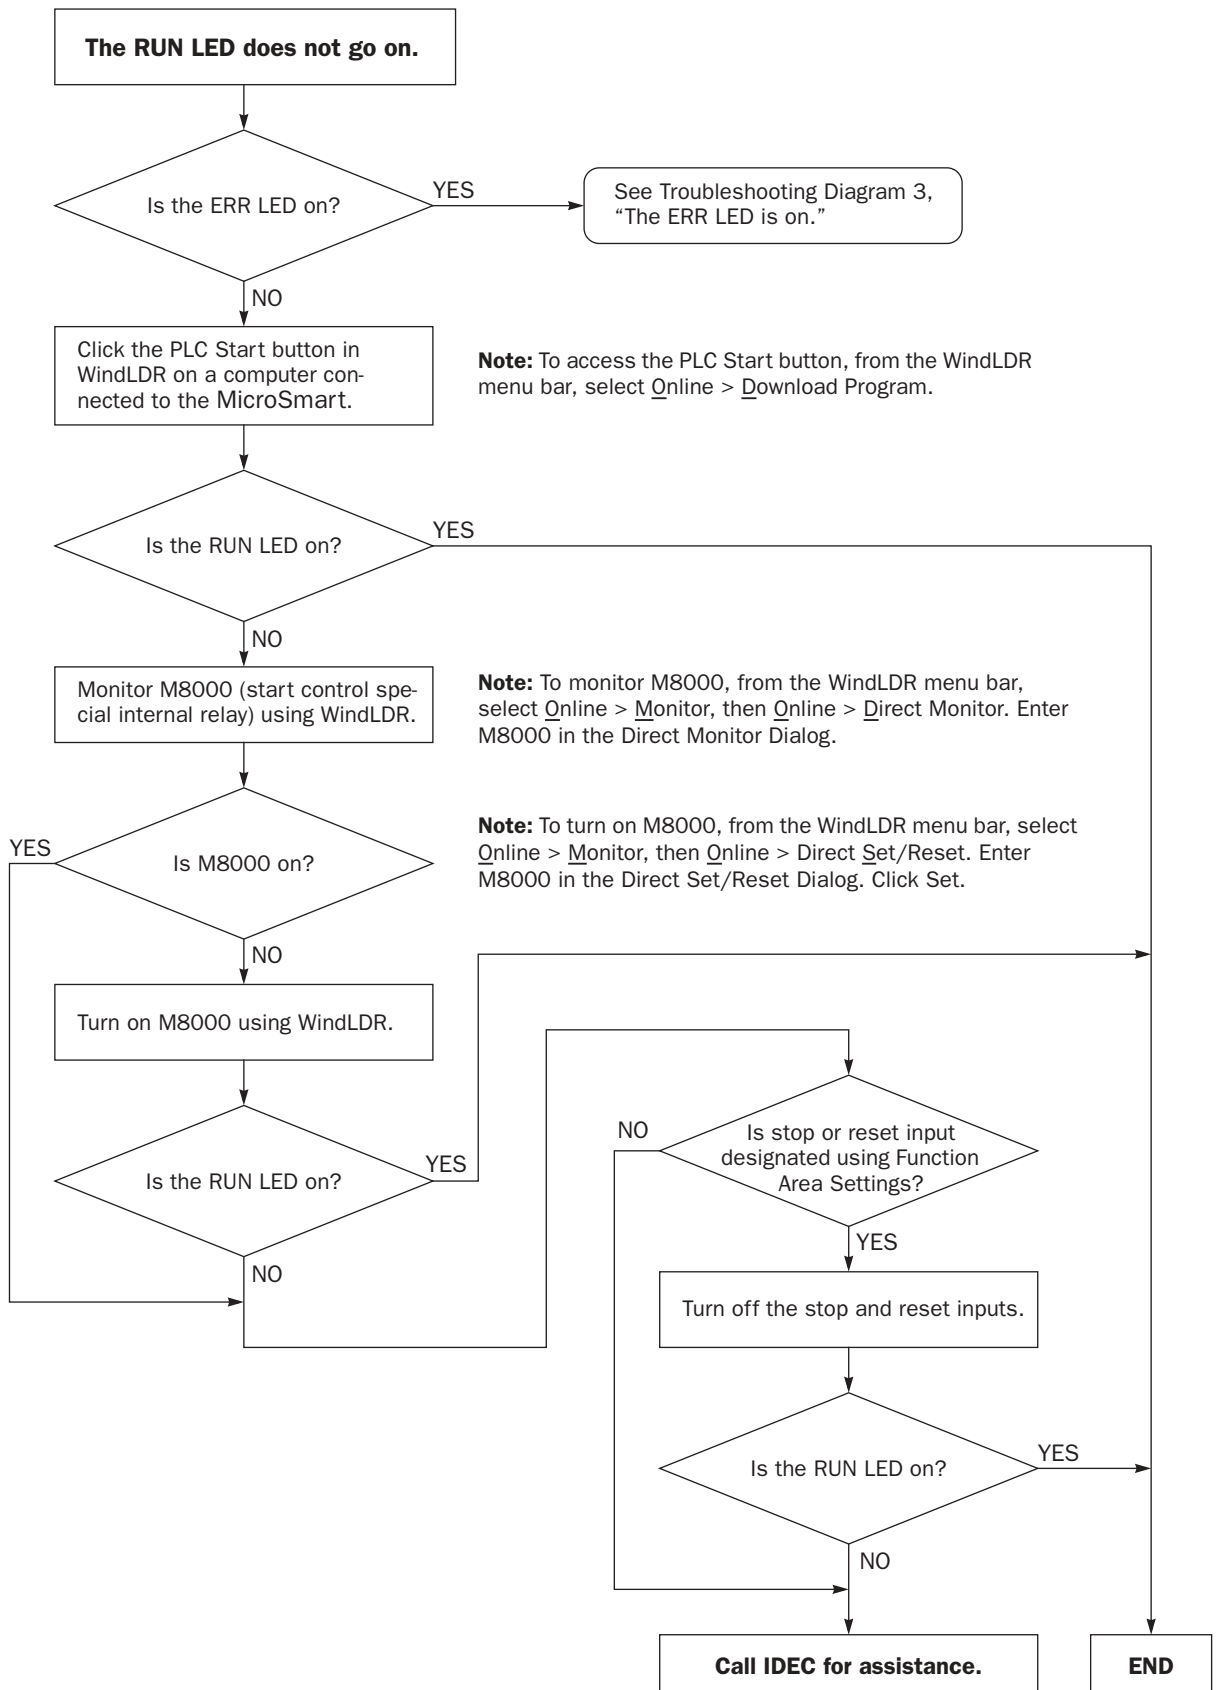 The RUN LED does not go on.
Is the ERR LED on?
YES
See Troubleshooting Diagram 3,
“The ERR LED is on.”
NO
Click the PLC Start button in
WindLDR on a computer con-
nected to the MicroSmart.
Note: To access the PLC Start button, from the WindLDR
menu bar, select Online > Download Program.
Is the RUN LED on?
YES
NO
Monitor M8000 (start control spe-
cial internal relay) using WindLDR.
Note: To monitor M8000, from the WindLDR menu bar,
select Online > Monitor, then Online > Direct Monitor. Enter
M8000 in the Direct Monitor Dialog.
Note: To turn on M8000, from the WindLDR menu bar, select
Online > Monitor, then Online > Direct Set/Reset. Enter
M8000 in the Direct Set/Reset Dialog. Click Set.
YES
Is M8000 on?
NO
Turn on M8000 using WindLDR.
Is the RUN LED on?
YES
NO
NO
Is stop or reset input
designated using Function
Area Settings?
YES
Turn off the stop and reset inputs.
Is the RUN LED on?
YES
NO
Call IDEC for assistance.
END